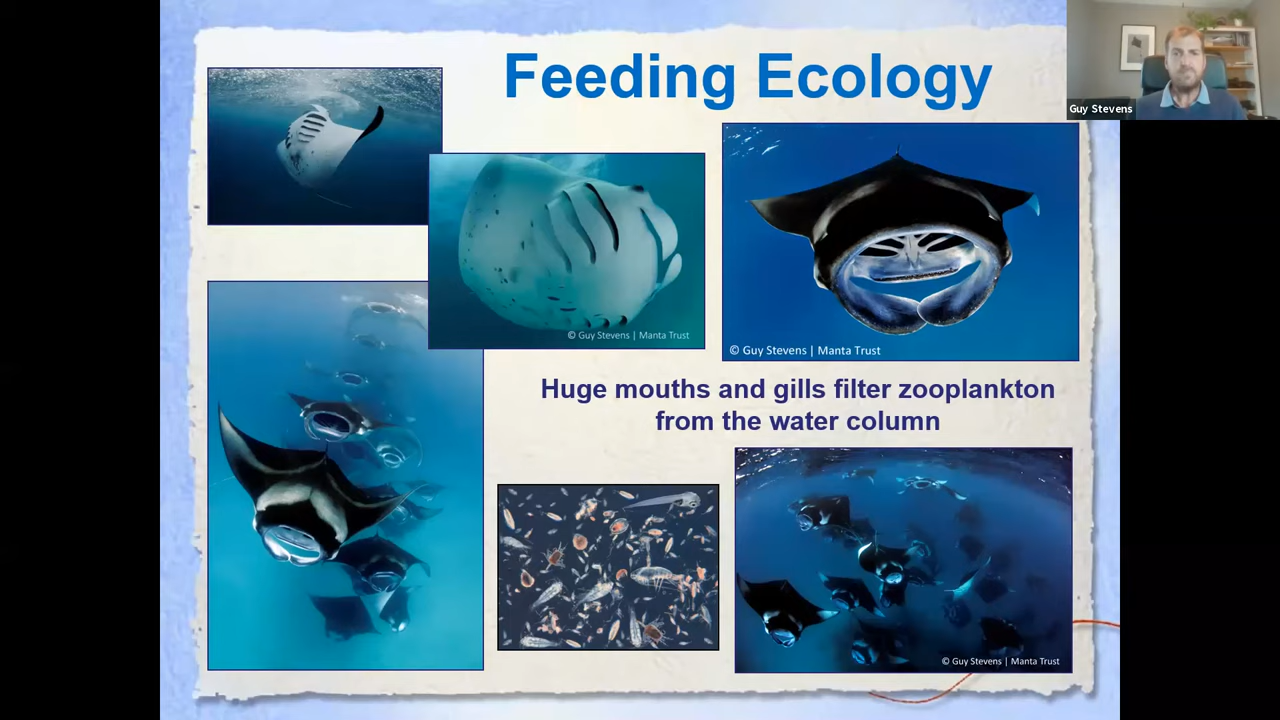 Feeding Ecology
Guy Stevens
© Guy Stevens | Manta Trust
© Guy Stevens | Manta Trust
Huge mouths and gills filter zooplankton
from the water column
© Guy Stevens | Manta Trust